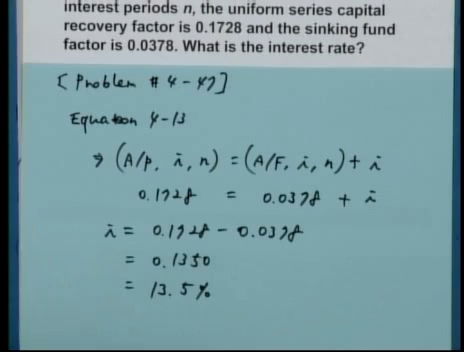 interest periods n, the uniform series capital
recovery factor is 0.1728 and the sinking fund
factor is 0.0378. What is the interest rate?
[Problem # 4-47]
Equation 4-13
⇒ (A/P, i, n) = (A/F, i, n) + i
0.1728 = 0.0378 + i
i = 0.1728 - 0.0378
= 0.1350
= 13.5%